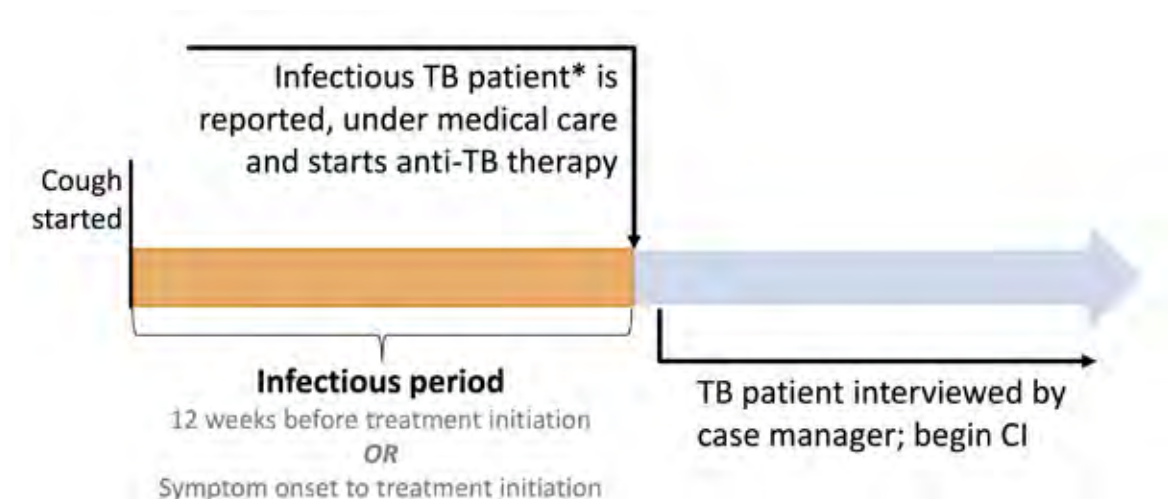 Infectious TB patient* is
reported, under medical care
and starts anti-TB therapy
Cough
started
Infectious period
12 weeks before treatment initiation
OR
Symptom onset to treatment initiation
TB patient interviewed by
case manager; begin CI